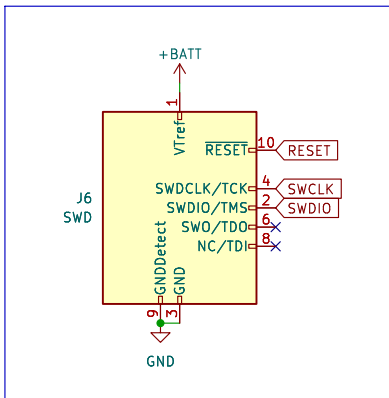 +BATT
1
VTref
RESET 10 RESET
SWDCLK/TCK 4 SWCLK
J6
SWDIO/TMS 2 SWDIO
SWD
SWO/TDO 6
NC/TDI 8
GNDDetect
GND
9
3
GND